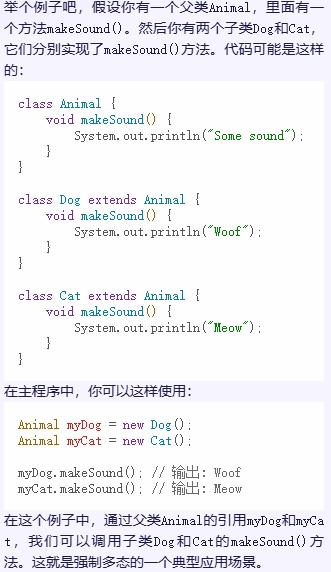 举个例子吧，假设你有一个父类Animal，里面有一
个方法makeSound()。然后你有两个子类Dog和Cat，
它们分别实现了makeSound()方法。代码可能是这样
的：
class Animal {
    void makeSound() {
        System.out.println("Some sound");
    }
}

class Dog extends Animal {
    void makeSound() {
        System.out.println("Woof");
    }
}

class Cat extends Animal {
    void makeSound() {
        System.out.println("Meow");
    }
}
在主程序中，你可以这样使用：
Animal myDog = new Dog();
Animal myCat = new Cat();

myDog.makeSound(); // 输出：Woof
myCat.makeSound(); // 输出：Meow
在这个例子中，通过父类Animal的引用myDog和myCa
t，我们可以调用子类Dog和Cat的makeSound()方
法。这就是强制多态的一个典型应用场景。